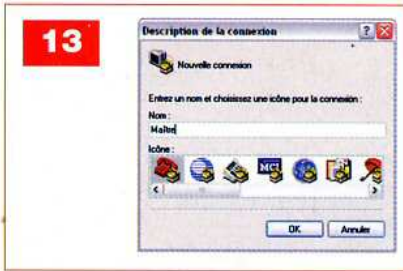 13
Description de la connexion
Nouvelle connexion
Entrez un nom et choisissez une icône pour la connexion :
Nom :
Maître
Icône :
MCI
OK
Annuler